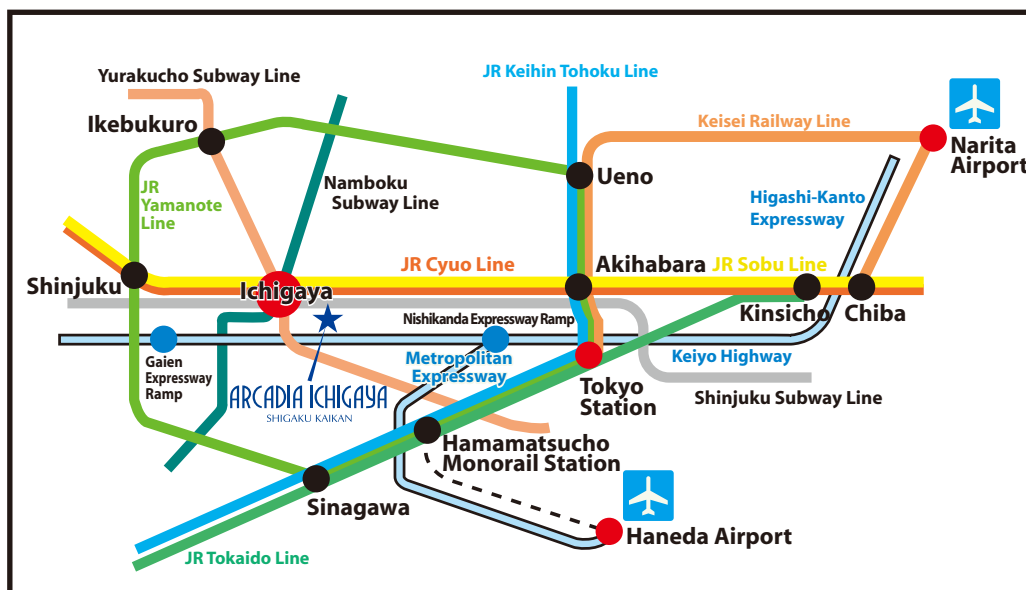 JR Keihin Tohoku Line
Yurakucho Subway Line
Ikebukuro
Keisei Railway Line
Narita
Airport
Ueno
Namboku
Subway Line
JR
Yamanote
Line
Higashi-Kanto
Expressway
Shinjuku
Ichigaya
JR Cyuo Line
Akihabara
JR Sobu Line
Kinsicho
Chiba
Nishikanda Expressway Ramp
Gaien
Expressway
Ramp
Metropolitan
Expressway
Keiyo Highway
ARCADIA ICHIGAYA
SHIGAKU KAIKAN
Tokyo
Station
Shinjuku Subway Line
Hamamatsucho
Monorail Station
Sinagawa
Haneda Airport
JR Tokaido Line